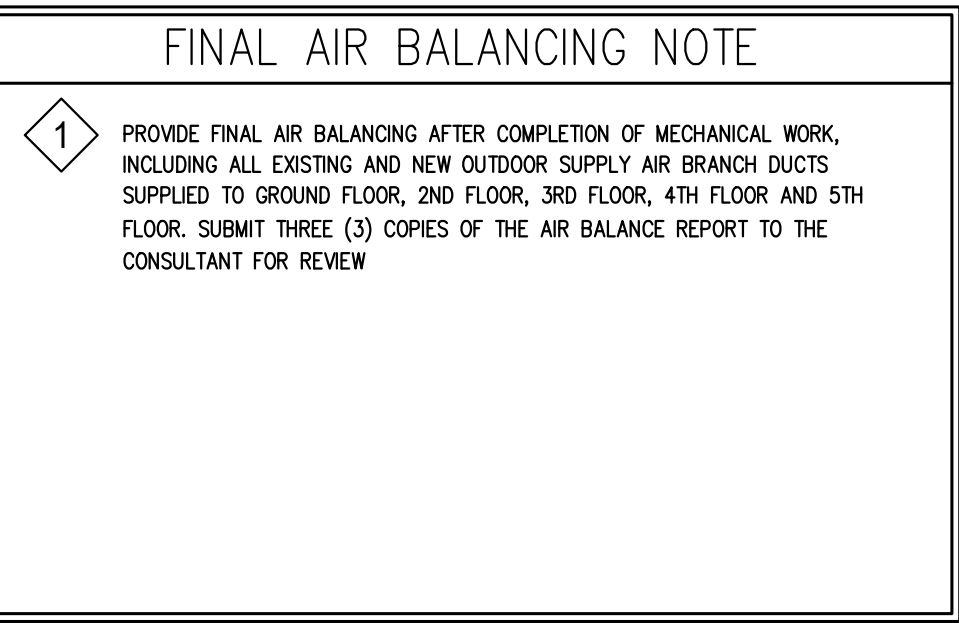 FINAL AIR BALANCING NOTE
1
PROVIDE FINAL AIR BALANCING AFTER COMPLETION OF MECHANICAL WORK,
INCLUDING ALL EXISTING AND NEW OUTDOOR SUPPLY AIR BRANCH DUCTS
SUPPLIED TO GROUND FLOOR, 2ND FLOOR, 3RD FLOOR, 4TH FLOOR AND 5TH
FLOOR. SUBMIT THREE (3) COPIES OF THE AIR BALANCE REPORT TO THE
CONSULTANT FOR REVIEW